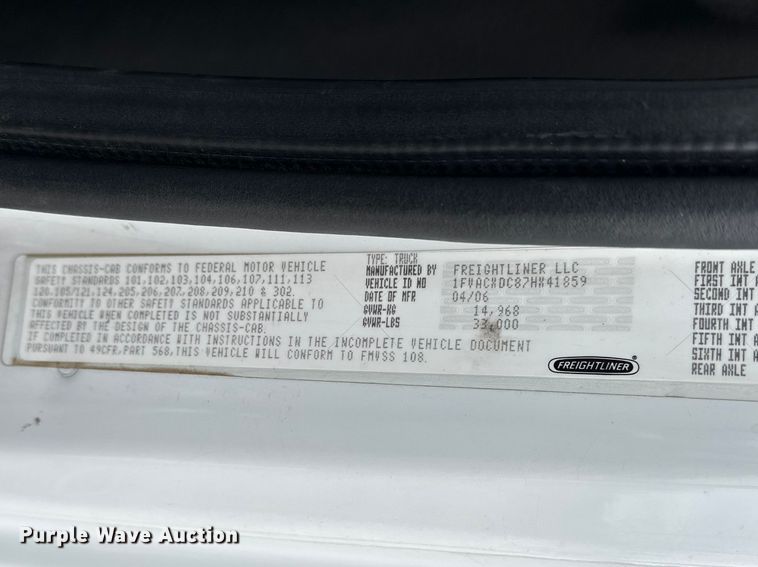 THIS CHASSIS-CAB CONFORMS TO FEDERAL MOTOR VEHICLE
SAFETY STANDARDS 101,102,103,104,106,107,111,113
120,105/121,124,205,206,207,208,209,210 & 302.
CONFORMITY TO OTHER SAFETY STANDARDS APPLICABLE TO
THIS VEHICLE WHEN COMPLETED IS NOT SUBSTANTIALLY
AFFECTED BY THE DESIGN OF THE CHASSIS-CAB.
IF COMPLETED IN ACCORDANCE WITH INSTRUCTIONS IN THE INCOMPLETE VEHICLE DOCUMENT
PURSUANT TO 49CFR,PART 568,THIS VEHICLE WILL CONFORM TO FMVSS 108.
TYPE: TRUCK
MANUFACTURED BY FREIGHTLINER LLC
VEHICLE ID NO 1FVACXDC87HX41859
DATE OF MFR 04/06
GVWR-KG 14,968
GVWR-LBS 33,000
FREIGHTLINER
FRONT AXLE
FIRST INT
SECOND INT
THIRD INT A
FOURTH INT
FIFTH INT A
SIXTH INT A
REAR AXLE
Purple Wave Auction
Purple Wave Auction